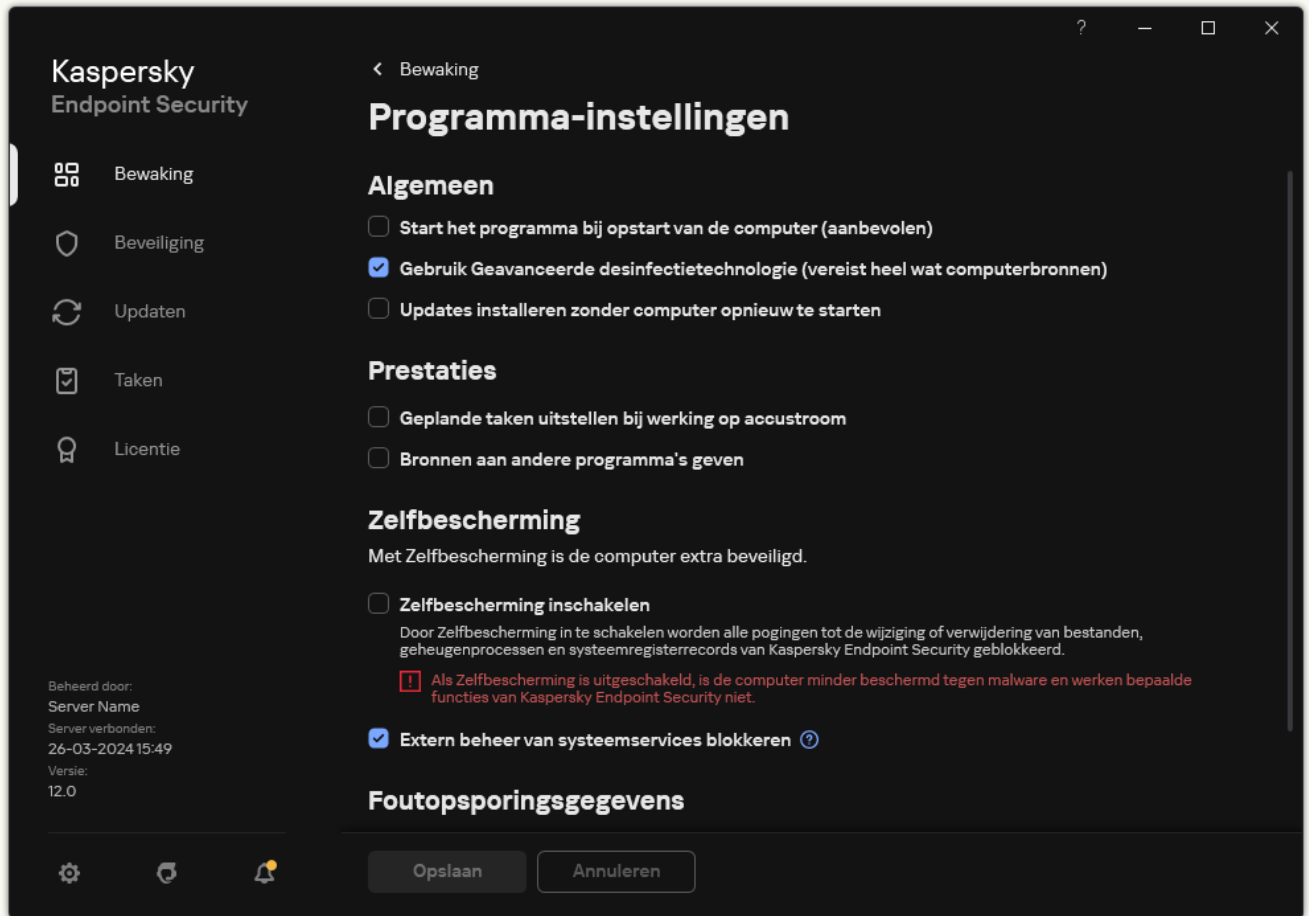 Kaspersky
Endpoint Security
Bewaking
Beveiliging
Updaten
Taken
Licentie
Beheerd door:
Server Name
Server verbonden:
26-03-2024 15:49
Versie:
12.0
Bewaking
Programma-instellingen
Algemeen
Start het programma bij opstart van de computer (aanbevolen)
Gebruik Geavanceerde desinfectietechnologie (vereist heel wat computerbronnen)
Updates installeren zonder computer opnieuw te starten
Prestaties
Geplande taken uitstellen bij werking op accustroom
Bronnen aan andere programma's geven
Zelfbescherming
Met Zelfbescherming is de computer extra beveiligd.
Zelfbescherming inschakelen
Door Zelfbescherming in te schakelen worden alle pogingen tot de wijziging of verwijdering van bestanden,
geheugenprocessen en systeemregisterrecords van Kaspersky Endpoint Security geblokkeerd.
Als Zelfbescherming is uitgeschakeld, is de computer minder beschermd tegen malware en werken bepaalde
functies van Kaspersky Endpoint Security niet.
Extern beheer van systeemservices blokkeren
Foutopsporingsgegevens
Opslaan
Annuleren